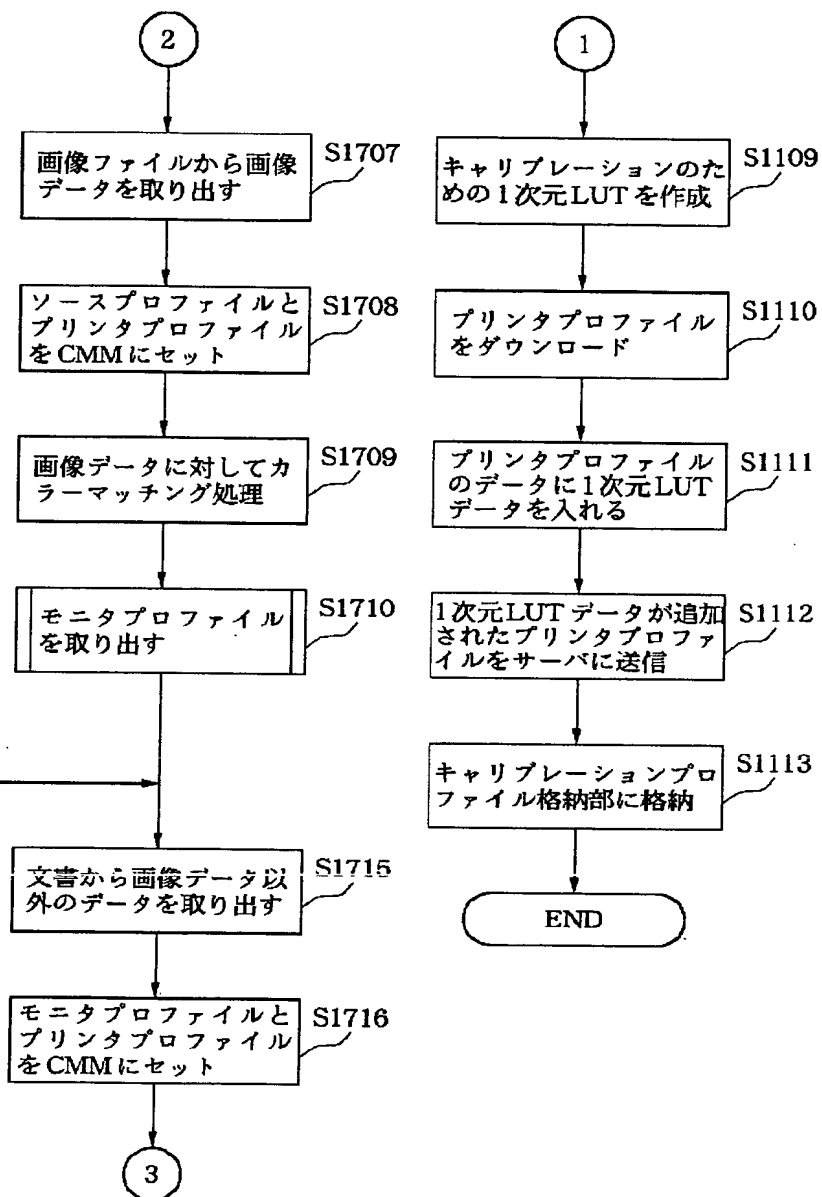 2
画像ファイルから画像
データを取り出す
S1707
ソースプロファイルと
プリンタプロファイル
をCMMにセット
S1708
画像データに対してカ
ラーマッチング処理
S1709
モニタプロファイル
を取り出す
S1710
文書から画像データ以
外のデータを取り出す
S1715
モニタプロファイルと
プリンタプロファイル
をCMMにセット
S1716
3
1
キャリブレーションのた
めの1次元LUTを作成
S1109
プリンタプロファイル
をダウンロード
S1110
プリンタプロファイル
のデータに1次元LUT
データを入れる
S1111
1次元LUTデータが追加
されたプリンタプロファ
イルをサーバに送信
S1112
キャリブレーションプロ
ファイル格納部に格納
S1113
END